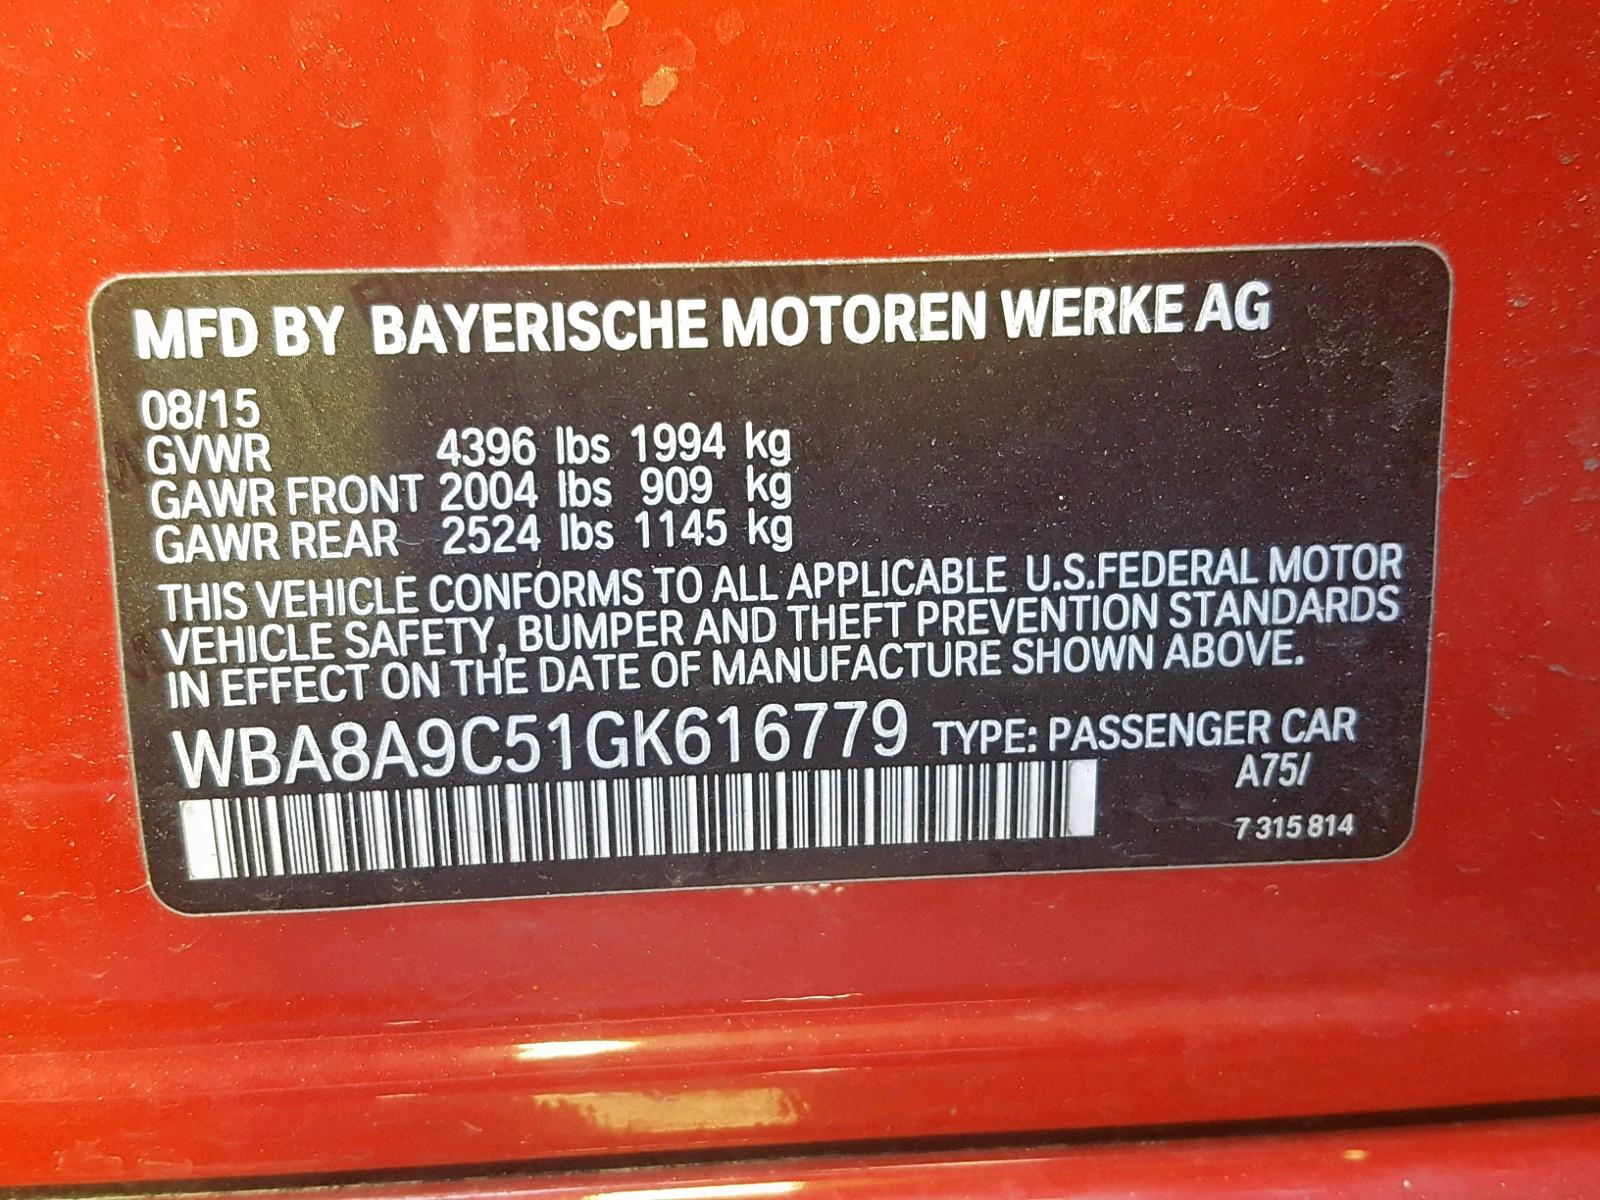 MFD BY BAYERISCHE MOTOREN WERKE AG
08/15
GVWR 4396 lbs 1994 kg
GAWR FRONT 2004 lbs 909 kg
GAWR REAR 2524 lbs 1145 kg
THIS VEHICLE CONFORMS TO ALL APPLICABLE U.S.FEDERAL MOTOR
VEHICLE SAFETY, BUMPER AND THEFT PREVENTION STANDARDS
IN EFFECT ON THE DATE OF MANUFACTURE SHOWN ABOVE.
WBA8A9C51GK616779 TYPE: PASSENGER CAR
A75/
7 315 814